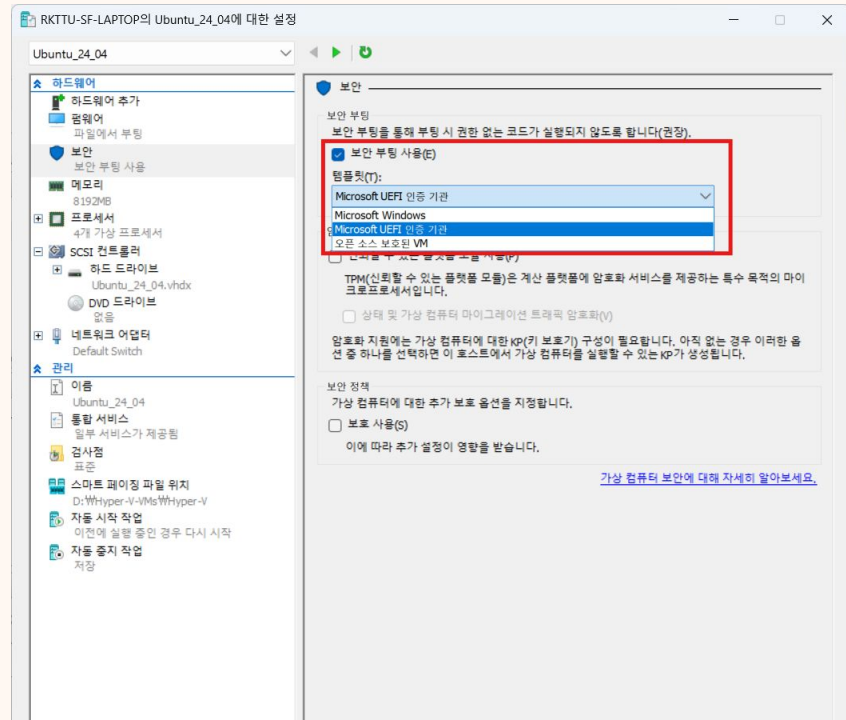 RKTTU-SF-LAPTOP의 Ubuntu_24_04에 대한 설정
Ubuntu_24_04
하드웨어
하드웨어 추가
펌웨어
파일에서 부팅
보안
보안 부팅 사용
메모리
8192MB
프로세서
4개 가상 프로세서
SCSI 컨트롤러
하드 드라이브
Ubuntu_24_04.vhdx
DVD 드라이브
없음
네트워크 어댑터
Default Switch
관리
이름
Ubuntu_24_04
통합 서비스
일부 서비스가 제공됨
검사점
표준
스마트 페이징 파일 위치
D:₩Hyper-V-VMs₩Hyper-V
자동 시작 작업
이전에 실행 중인 경우 다시 시작
자동 중지 작업
저장
보안
보안 부팅
보안 부팅을 통해 부팅 시 권한 없는 코드가 실행되지 않도록 합니다(권장).
보안 부팅 사용(E)
템플릿(T):
Microsoft UEFI 인증 기관
Microsoft Windows
Microsoft UEFI 인증 기관
오픈 소스 보호된 VM
신뢰할 수 있는 플랫폼 모듈 사용(P)
TPM(신뢰할 수 있는 플랫폼 모듈)은 계산 플랫폼에 암호화 서비스를 제공하는 특수 목적의 마이
크로프로세서입니다.
상태 및 가상 컴퓨터 마이그레이션 트래픽 암호화(V)
암호화 지원에는 가상 컴퓨터에 대한 KP(키 보호기) 구성이 필요합니다. 아직 없는 경우 이러한 옵
션 중 하나를 선택하면 이 호스트에서 가상 컴퓨터를 실행할 수 있는 KP가 생성됩니다.
보안 정책
가상 컴퓨터에 대한 추가 보호 옵션을 지정합니다.
보호 사용(S)
이에 따라 추가 설정이 영향을 받습니다.
가상 컴퓨터 보안에 대해 자세히 알아보세요.